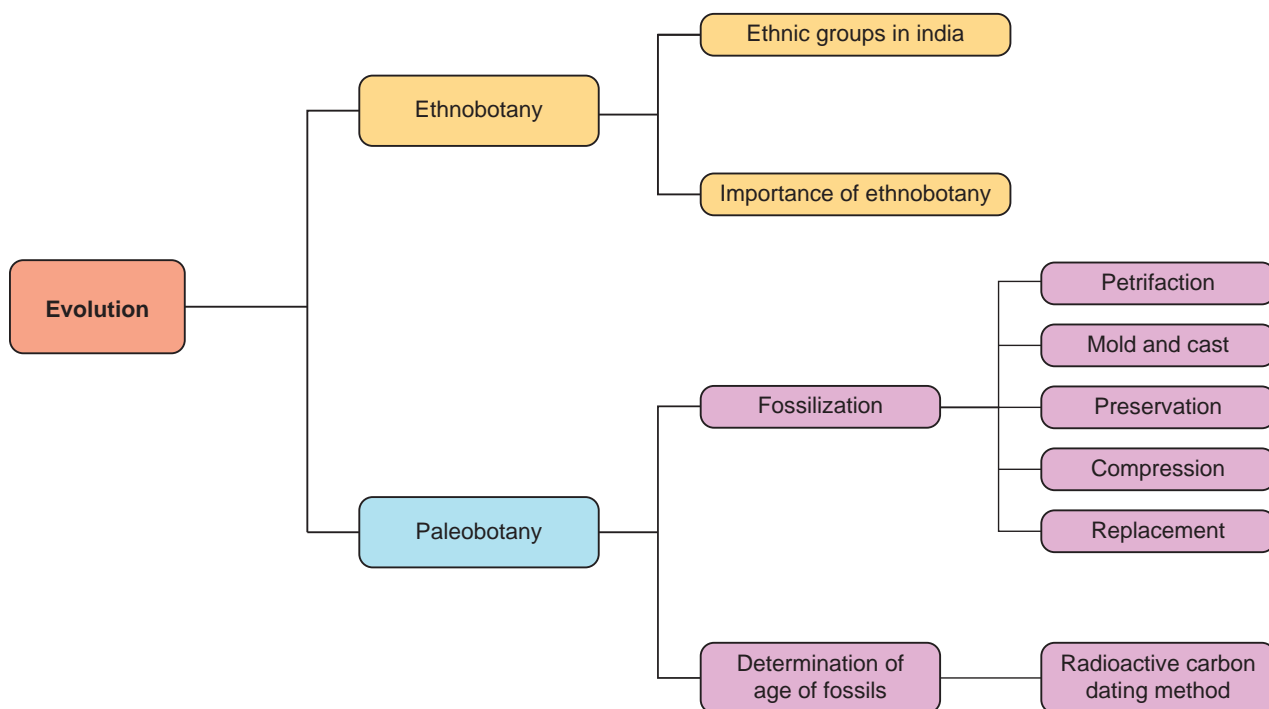 Ethnic groups in india
Ethnobotany
Importance of ethnobotany
Evolution
Petrifaction
Mold and cast
Fossilization
Preservation
Compression
Paleobotany
Replacement
Determination of
age of fossils
Radioactive carbon
dating method